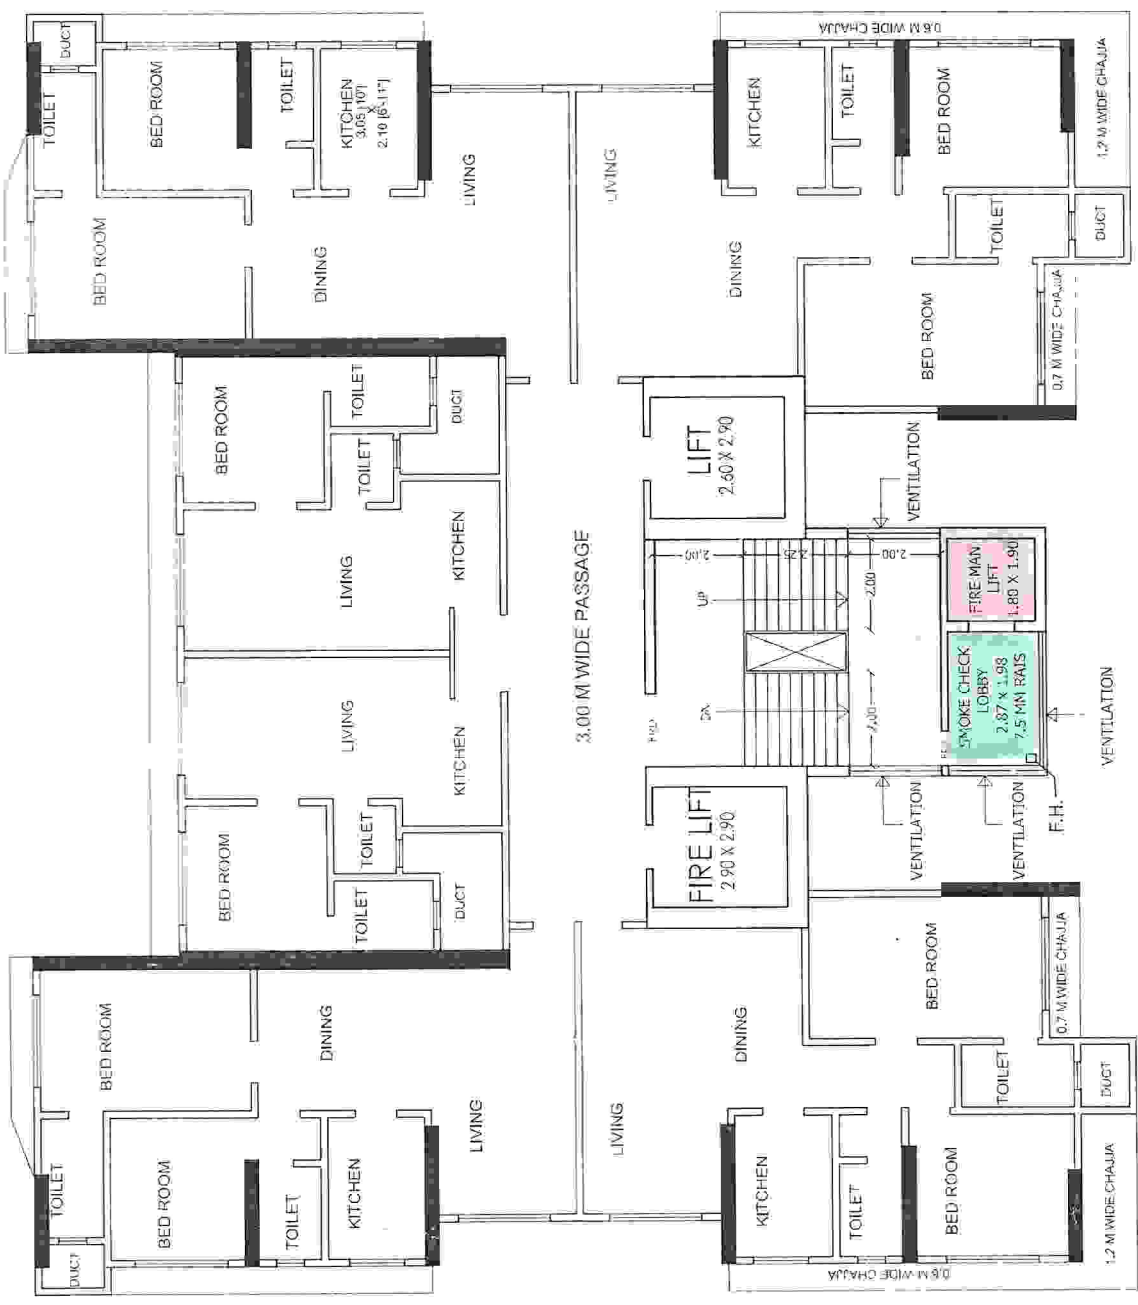 DUCT
TOILET
BED ROOM
TOILET
KITCHEN
3.05 [10']
X
2.10 [6'-11"]
LIVING
BED ROOM
DINING
0.6 M WIDE CHAJJA
KITCHEN
TOILET
BED ROOM
1.2 M WIDE CHAJJA
LIVING
DINING
TOILET
DUCT
BED ROOM
0.7 M WIDE CHAJJA
BED ROOM
TOILET
DUCT
TOILET
LIVING
KITCHEN
LIFT
2.60 X 2.90
VENTILATION
3.00 M WIDE PASSAGE
2.00
2.25
2.00
2.00
UP
FIRE MAN
LIFT
1.80 X 1.90
SMOKE CHECK
LOBBY
2.87 X 1.98
7.5 MM RAIS
DN
2.00
VENTILATION
LIVING
KITCHEN
BED ROOM
TOILET
TOILET
DUCT
FIRE LIFT
2.90 X 2.90
VENTILATION
VENTILATION
F.H.
BED ROOM
DINING
TOILET
BED ROOM
TOILET
KITCHEN
LIVING
DUCT
LIVING
DINING
BED ROOM
0.7 M WIDE CHAJJA
TOILET
DUCT
KITCHEN
TOILET
BED ROOM
1.2 M WIDE CHAJJA
0.6 M WIDE CHAJJA